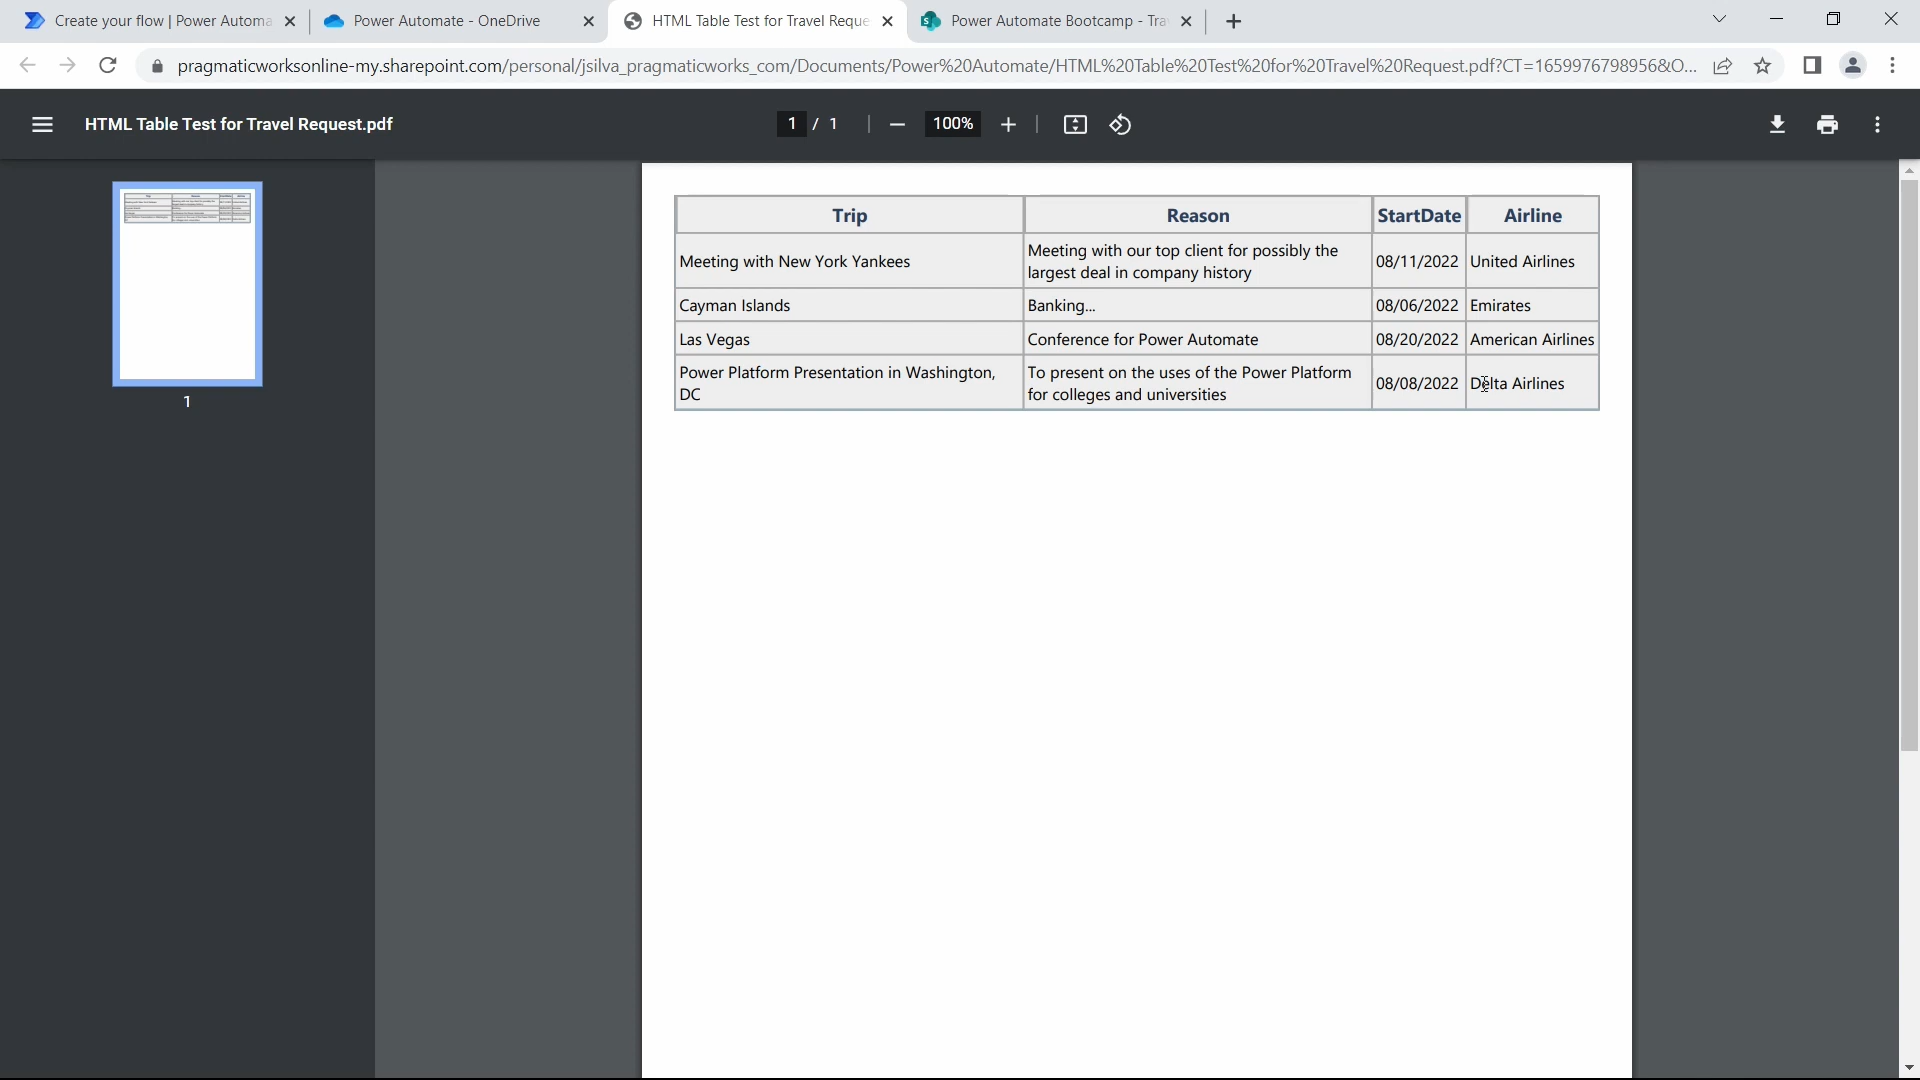 Create your flow | Power Automa
Power Automate - OneDrive
HTML Table Test for Travel Reque
Power Automate Bootcamp - Tra
pragmaticworksonline-my.sharepoint.com/personal/jsilva_pragmaticworks_com/Documents/Power%20Automate/HTML%20Table%20Test%20for%20Travel%20Request.pdf?CT=1659976798956&O...
HTML Table Test for Travel Request.pdf
1 / 1
100%
1
Trip Reason StartDate Airline
Meeting with New York Yankees
Meeting with our top client for possibly the
largest deal in company history
08/11/2022 United Airlines
Cayman Islands Banking... 08/06/2022 Emirates
Las Vegas Conference for Power Automate 08/20/2022 American Airlines
Power Platform Presentation in Washington,
DC
To present on the uses of the Power Platform
for colleges and universities
08/08/2022 Delta Airlines